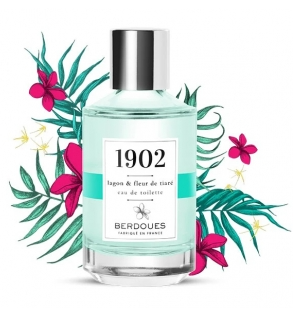 1902
lagon & fleur de tiaré
eau de toilette
BERDOUES
FABRIQUÉ EN FRANCE